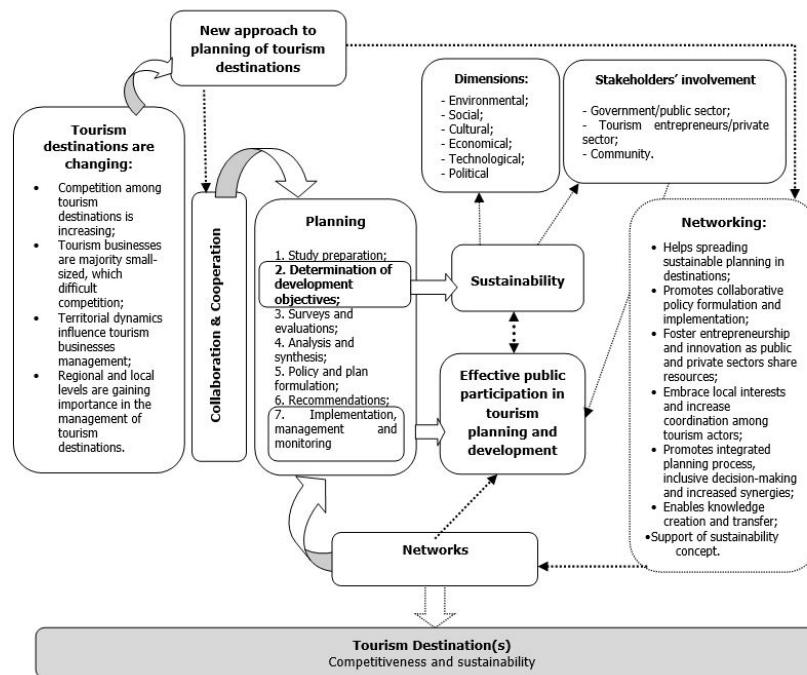 New approach to
planning of tourism
destinations
Tourism
destinations are
changing:
• Competition among
tourism
destinations is
increasing;
• Tourism businesses
are majority small-
sized, which
difficult
competition;
• Territorial dynamics
influence tourism
businesses
management;
• Regional and local
levels are gaining
importance in the
management of
tourism
destinations.
Collaboration & Cooperation
Planning
1. Study preparation;
2. Determination of
development
objectives;
3. Surveys and
evaluations;
4. Analysis and
synthesis;
5. Policy and plan
formulation;
6. Recommendations;
7. Implementation,
management and
monitoring
Dimensions:
- Environmental;
- Social;
- Cultural;
- Economical;
- Technological;
- Political
Stakeholders' involvement
- Government/public sector;
- Tourism entrepreneurs/private
sector;
- Community.
Sustainability
Effective public
participation in
tourism
planning and
development
Networking:
• Helps spreading
sustainable planning in
destinations;
• Promotes collaborative
policy formulation and
implementation;
• Foster entrepreneurship
and innovation as public
and private sectors share
resources;
• Embrace local interests
and increase
coordination among
tourism actors;
• Promotes integrated
planning process,
inclusive decision-making
and increased synergies;
• Enables knowledge
creation and transfer;
•Support of sustainability
concept.
Networks
Tourism Destination(s)
Competitiveness and sustainability